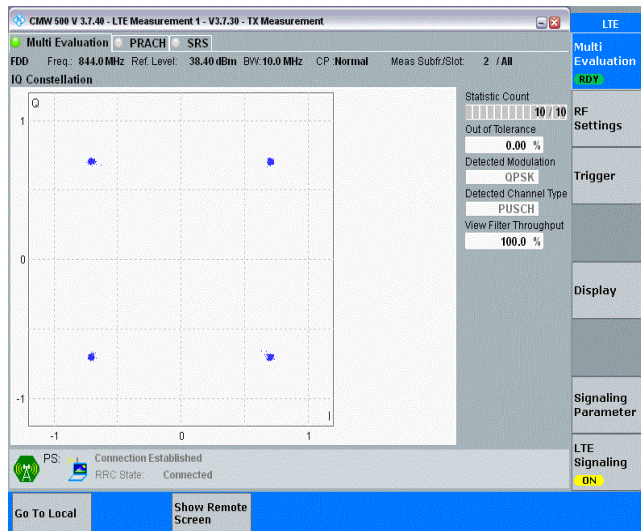 CMW 500 V 3.7.40 - LTE Measurement 1 - V3.7.30 - TX Measurement
LTE
Multi Evaluation PRACH SRS
Multi
Evaluation
RDY
FDD Freq.: 844.0 MHz Ref. Level: 38.40 dBm BW: 10.0 MHz CP : Normal Meas Subfr./Slot: 2 / All
IQ Constellation
Q
1
0
-1
I
-1 0 1
Statistic Count
10 / 10
Out of Tolerance
0.00 %
Detected Modulation
QPSK
Detected Channel Type
PUSCH
View Filter Throughput
100.0 %
RF
Settings
Trigger
Display
Signaling
Parameter
LTE
Signaling
ON
PS: Connection Established
RRC State: Connected
Go To Local
Show Remote
Screen